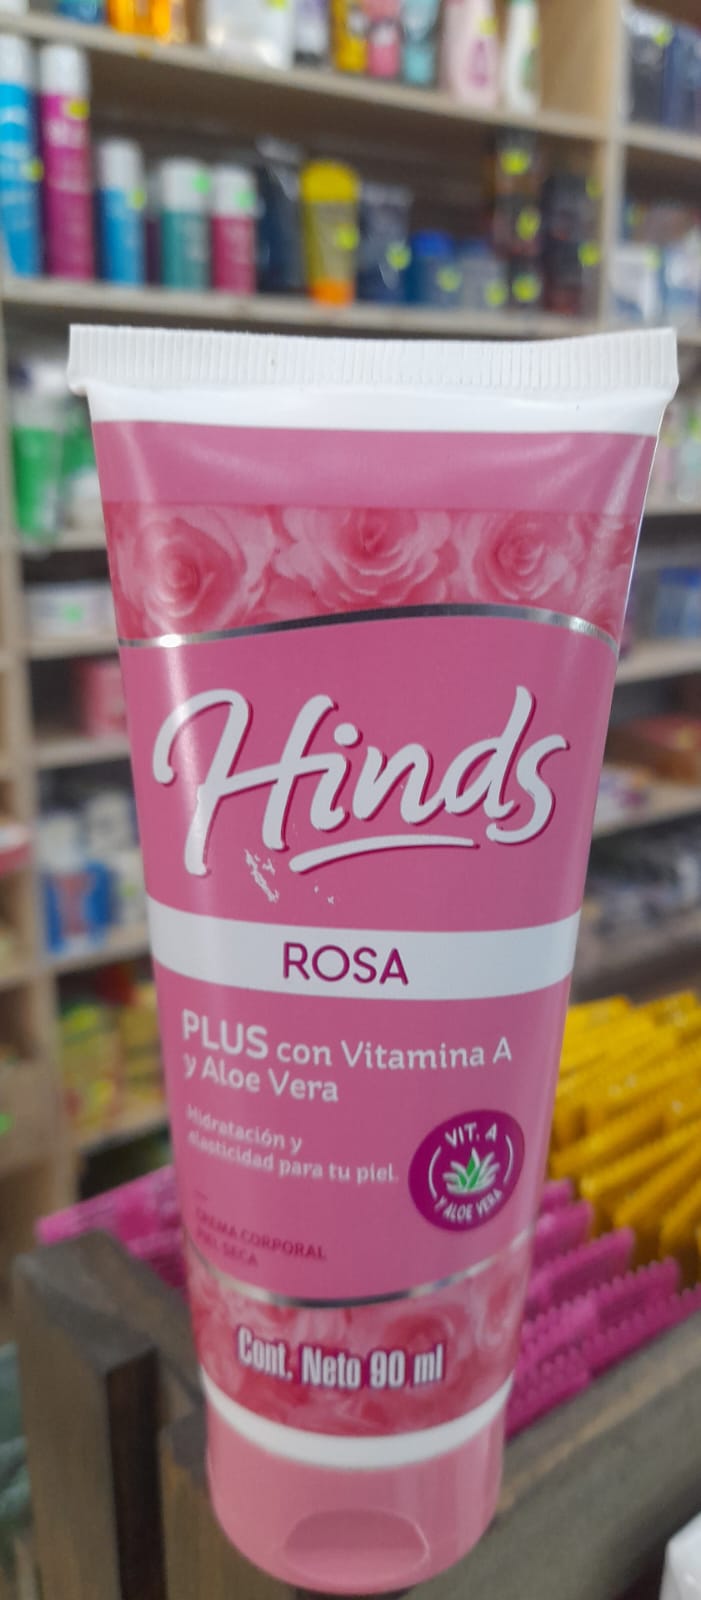 Hinds
ROSA
PLUS con Vitamina A
y Aloe Vera
Hidratación y
elasticidad para tu piel.
VIT. A
Y ALOE VERA
CREMA CORPORAL
PIEL SECA
Cont. Neto 90 ml